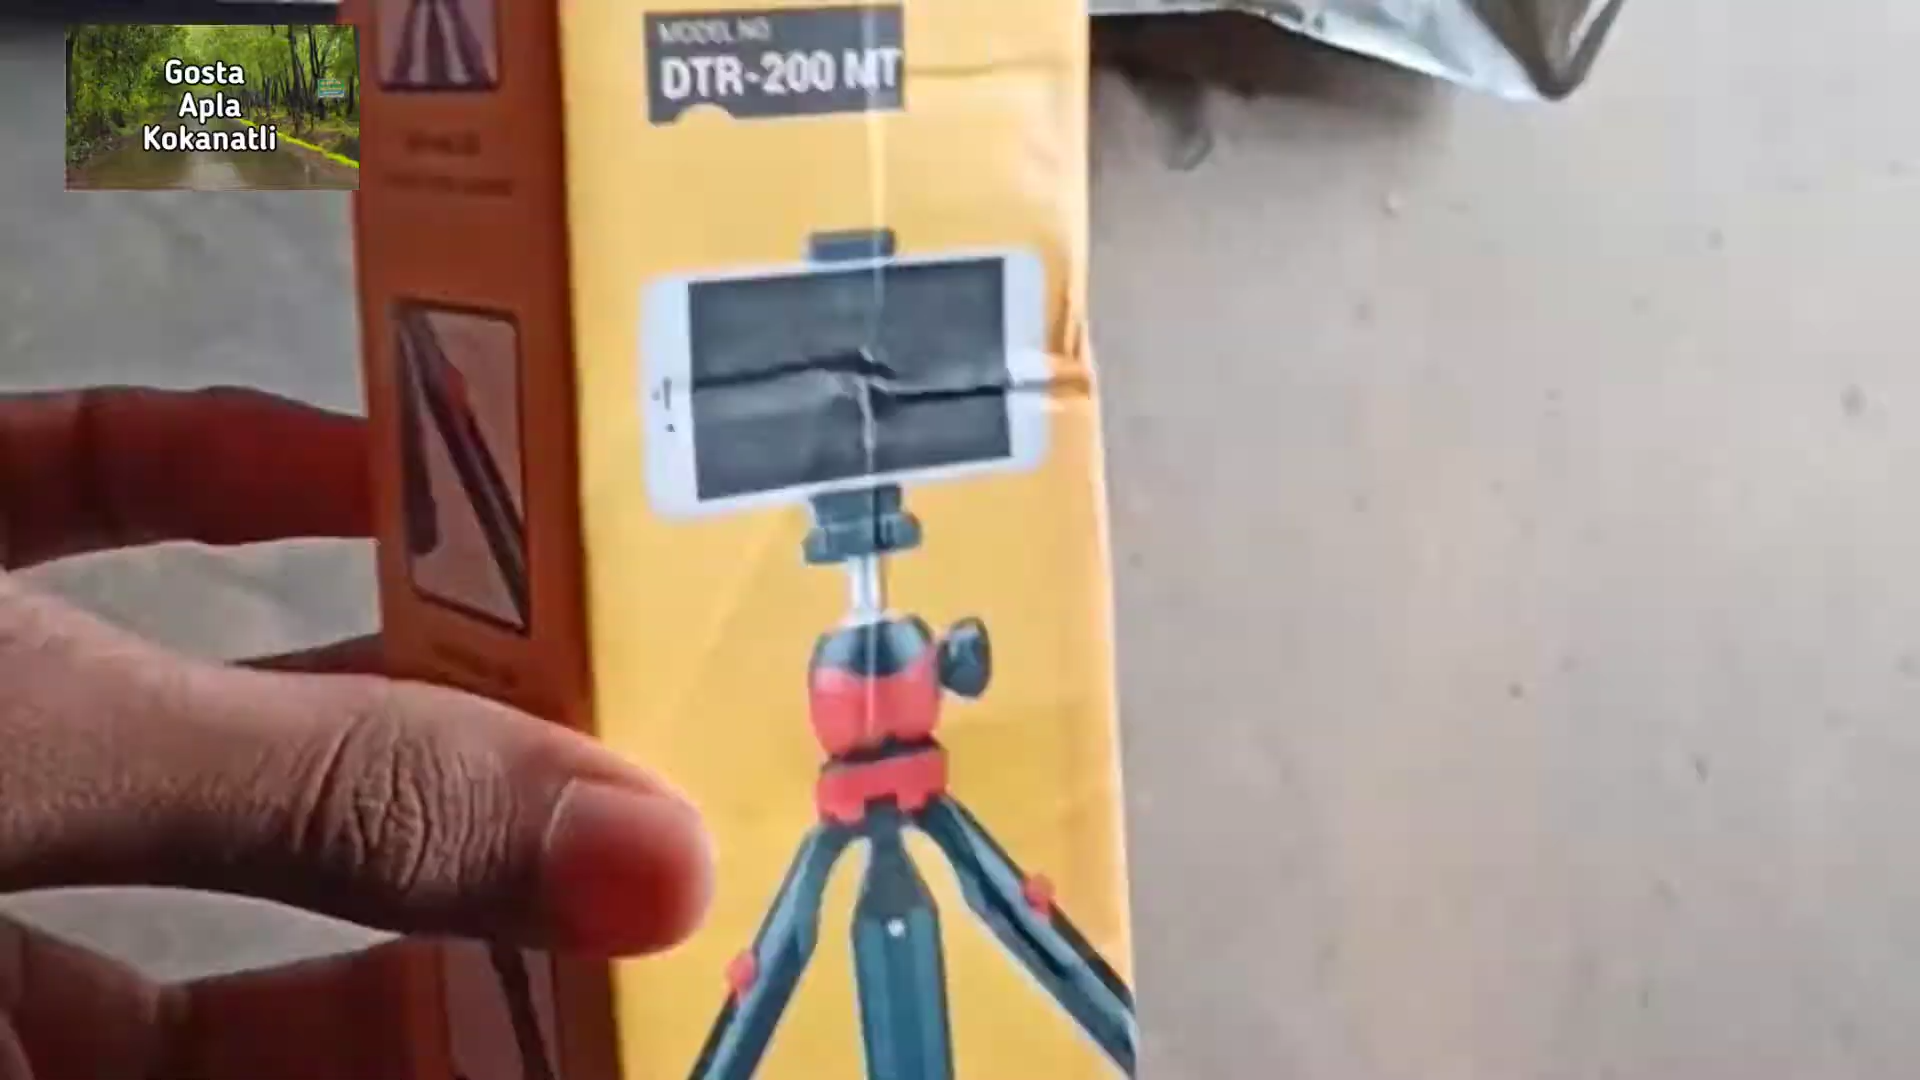 Gosta
Apla
Kokanatli
MODEL NO
DTR-200 MT